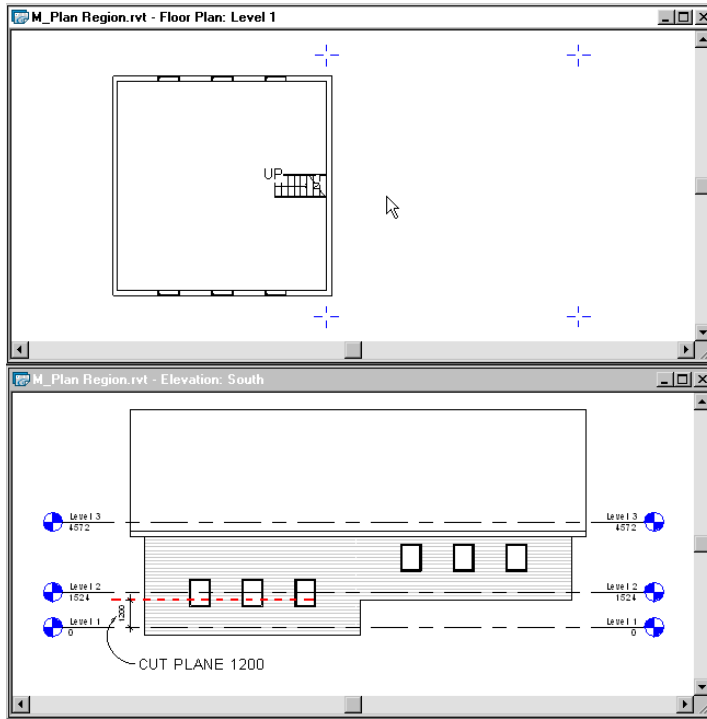 M_Plan Region.rvt - Floor Plan: Level 1
UP
M_Plan Region.rvt - Elevation: South
Level 3
4572
Level 3
4572
Level 2
1524
Level 2
1524
1200
Level 1
0
Level 1
0
CUT PLANE 1200